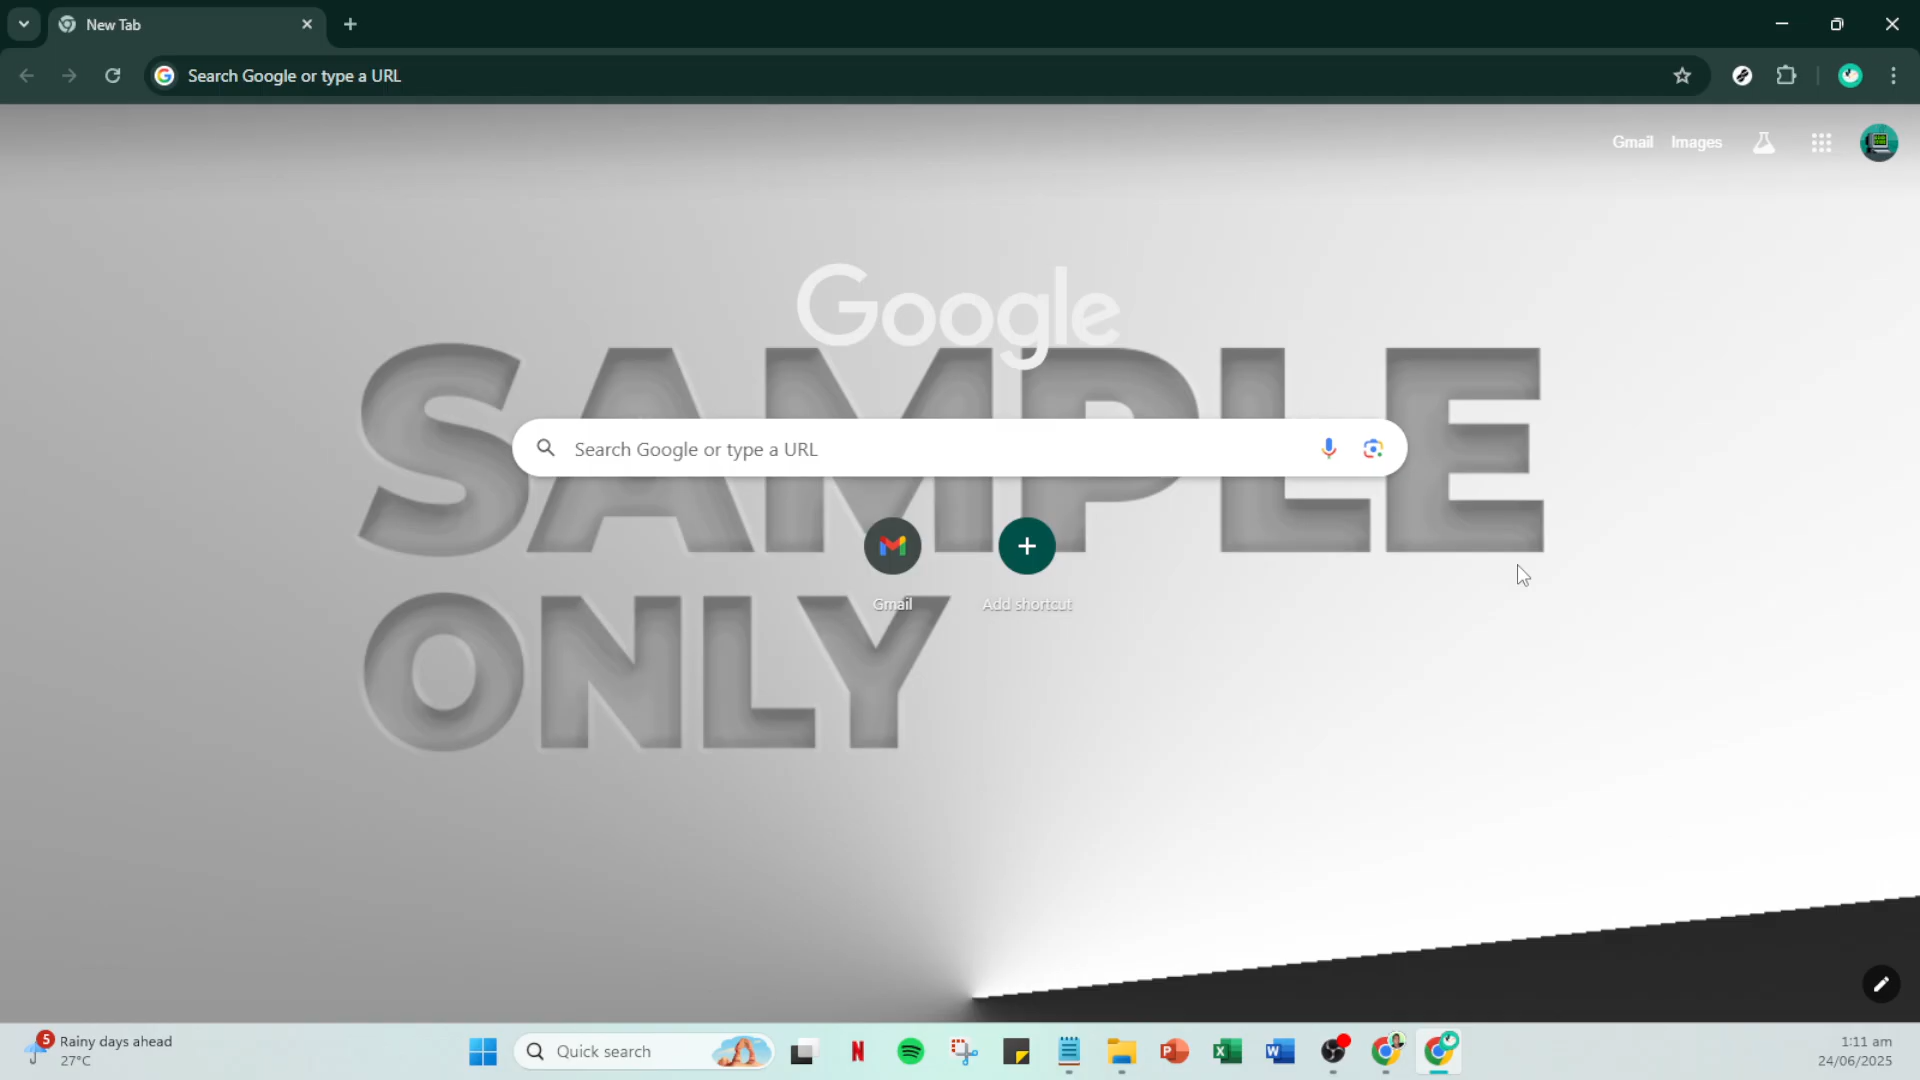 New Tab
Search Google or type a URL
Gmail Images
Google
SAMPLE
Search Google or type a URL
Gmail Add shortcut
ONLY
5 Rainy days ahead
27°C
Quick search
1:11 am
24/06/2025